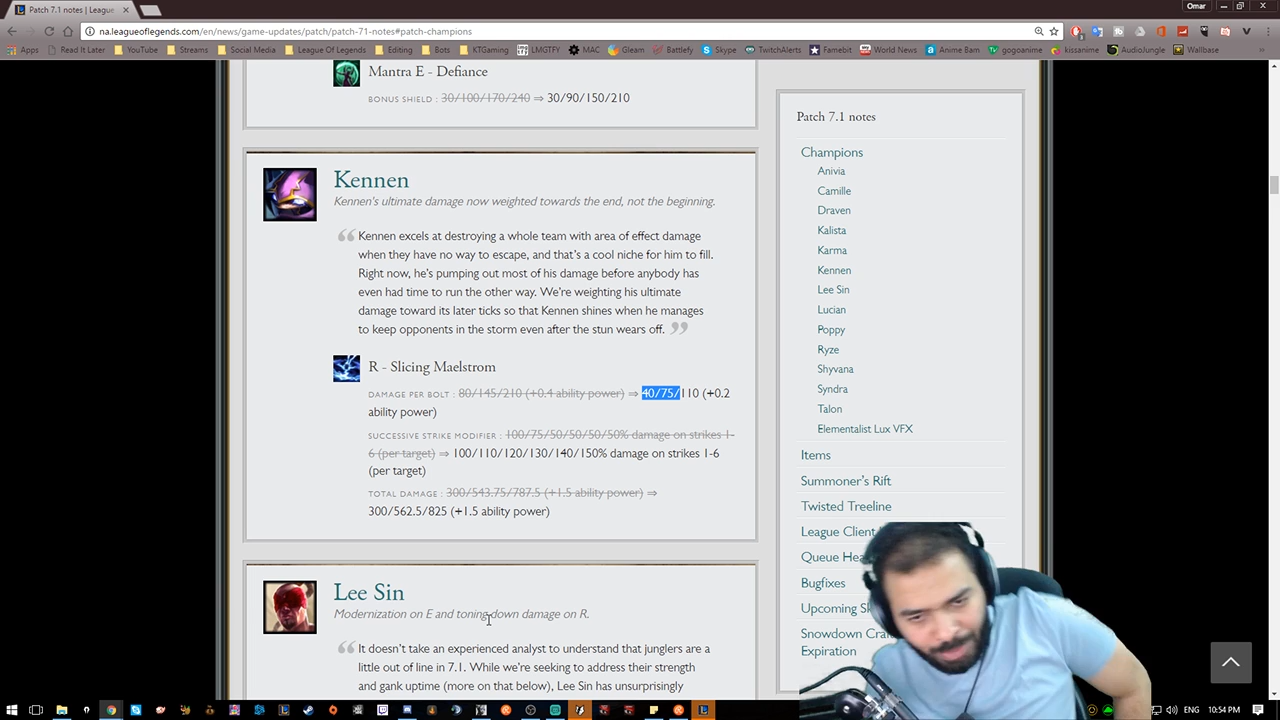 Patch 7.1 notes | League
Omar
na.leagueoflegends.com/en/news/game-updates/patch/patch-71-notes#patch-champions
Apps Read It Later YouTube Streams Social Media League Of Legends Editing Bots KTGaming LMGTFY MAC Gleam Battlefy Skype TwitchAlerts Famebit World News Anime Bam gogoanime kissanime AudioJungle Wallbase
Mantra E - Defiance
BONUS SHIELD : 30/100/170/240 ⇒ 30/90/150/210
Kennen
Kennen's ultimate damage now weighted towards the end, not the beginning.
Kennen excels at destroying a whole team with area of effect damage
when they have no way to escape, and that's a cool niche for him to fill.
Right now, he's pumping out most of his damage before anybody has
even had time to run the other way. We're weighting his ultimate
damage toward its later ticks so that Kennen shines when he manages
to keep opponents in the storm even after the stun wears off.
R - Slicing Maelstrom
DAMAGE PER BOLT : 80/145/210 (+0.4 ability power) ⇒ 40/75/110 (+0.2
ability power)
SUCCESSIVE STRIKE MODIFIER : 100/75/50/50/50/50% damage on strikes 1-
6 (per target) ⇒ 100/110/120/130/140/150% damage on strikes 1-6
(per target)
TOTAL DAMAGE : 300/543.75/787.5 (+1.5 ability power) ⇒
300/562.5/825 (+1.5 ability power)
Lee Sin
Modernization on E and toning down damage on R.
It doesn't take an experienced analyst to understand that junglers are a
little out of line in 7.1. While we're seeking to address their strength
and gank uptime (more on that below), Lee Sin has unsurprisingly
Patch 7.1 notes
Champions
Anivia
Camille
Draven
Kalista
Karma
Kennen
Lee Sin
Lucian
Poppy
Ryze
Shyvana
Syndra
Talon
Elementalist Lux VFX
Items
Summoner's Rift
Twisted Treeline
League Client
Queue Hea
Bugfixes
Upcoming Sk
Snowdown Cra
Expiration
ENG 10:54 PM